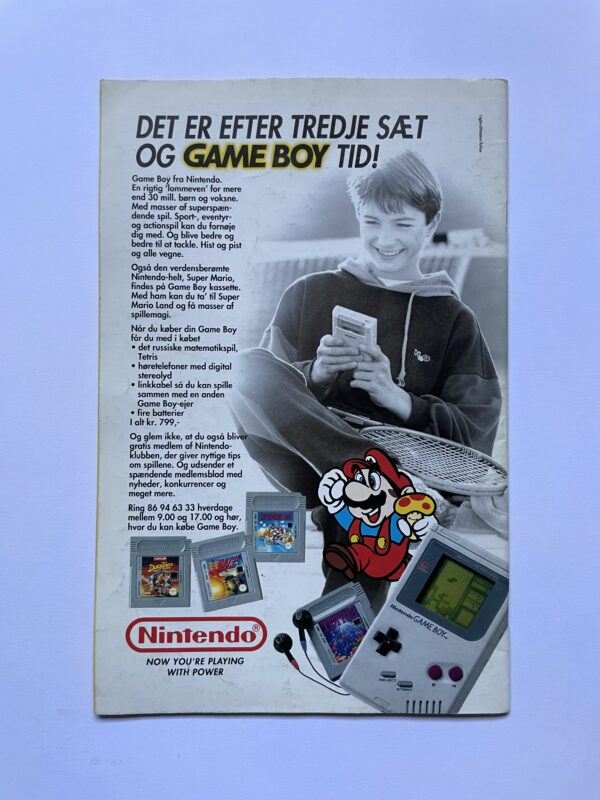 DET ER EFTER TREDJE SÆT
OG GAME BOY TID!
Game Boy fra Nintendo.
En rigtig 'lommeven' for mere
end 30 mill. børn og voksne.
Med masser af superspæn-
dende spil. Sport-, eventyr-
og actionspil kan du fornøje
dig med. Og blive bedre og
bedre til at tackle. Hist og pist
og alle vegne.
Også den verdensberømte
Nintendo-helt, Super Mario,
findes på Game Boy kassette.
Med ham kan du ta' til Super
Mario Land og få masser af
spillemagi.
Når du køber din Game Boy
får du med i købet
• det russiske matematikspil,
Tetris
• høretelefoner med digital
stereolyd
• linkkabel så du kan spille
sammen med en anden
Game Boy-ejer
• fire batterier
I alt kr. 799,-
Og glem ikke, at du også bliver
gratis medlem af Nintendo-
klubben, der giver nyttige tips
om spillene. Og udsender et
spændende medlemsblad med
nyheder, konkurrencer og
meget mere.
Ring 86 94 63 33 hverdage
mellem 9.00 og 17.00 og hør,
hvor du kan købe Game Boy.
Nintendo®
NOW YOU'RE PLAYING
WITH POWER
Nintendo GAME BOY
SELECT
START